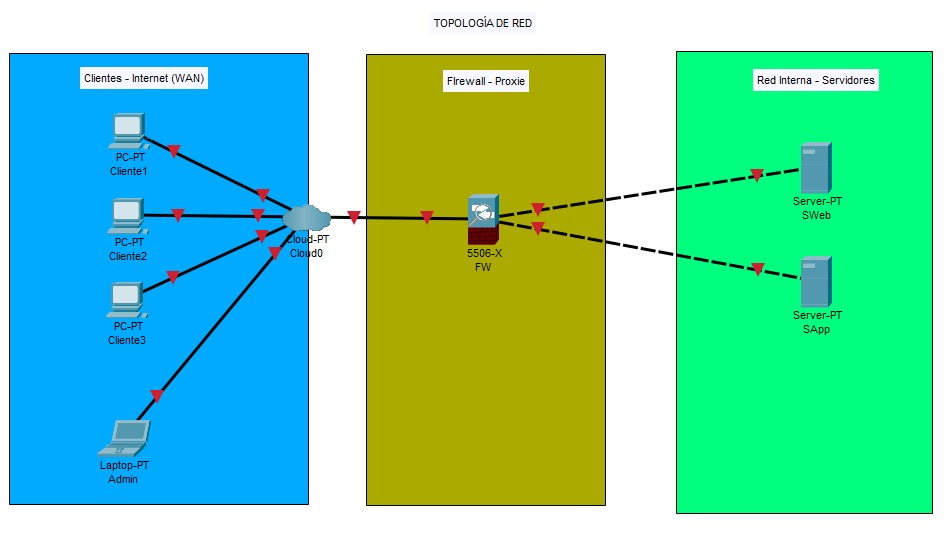 TOPOLOGÍA DE RED
Clientes - Internet (WAN)
PC-PT
Cliente1
PC-PT
Cliente2
PC-PT
Cliente3
Laptop-PT
Admin
Cloud-PT
Cloud0
FIrewall - Proxie
5506-X
FW
Red Interna - Servidores
Server-PT
SWeb
Server-PT
SApp